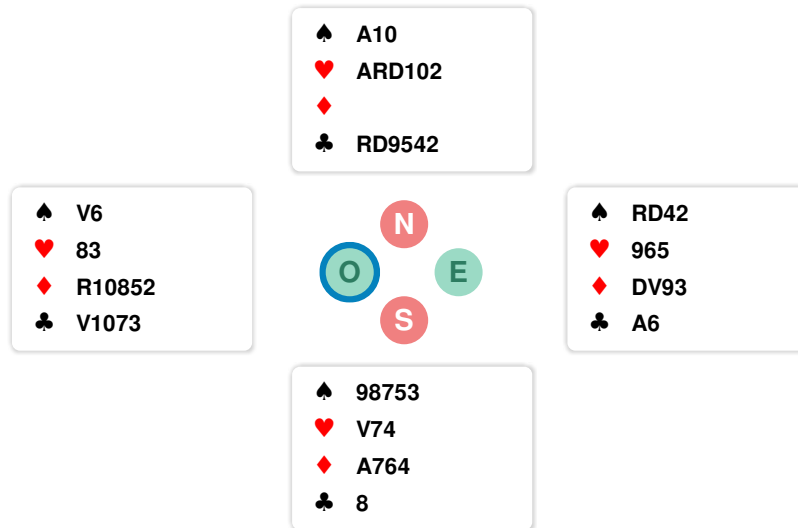 ♠ A10
♥ ARD102
♦
♣ RD9542
♠ V6
♥ 83
♦ R10852
♣ V1073
N
O
E
S
♠ RD42
♥ 965
♦ DV93
♣ A6
♠ 98753
♥ V74
♦ A764
♣ 8